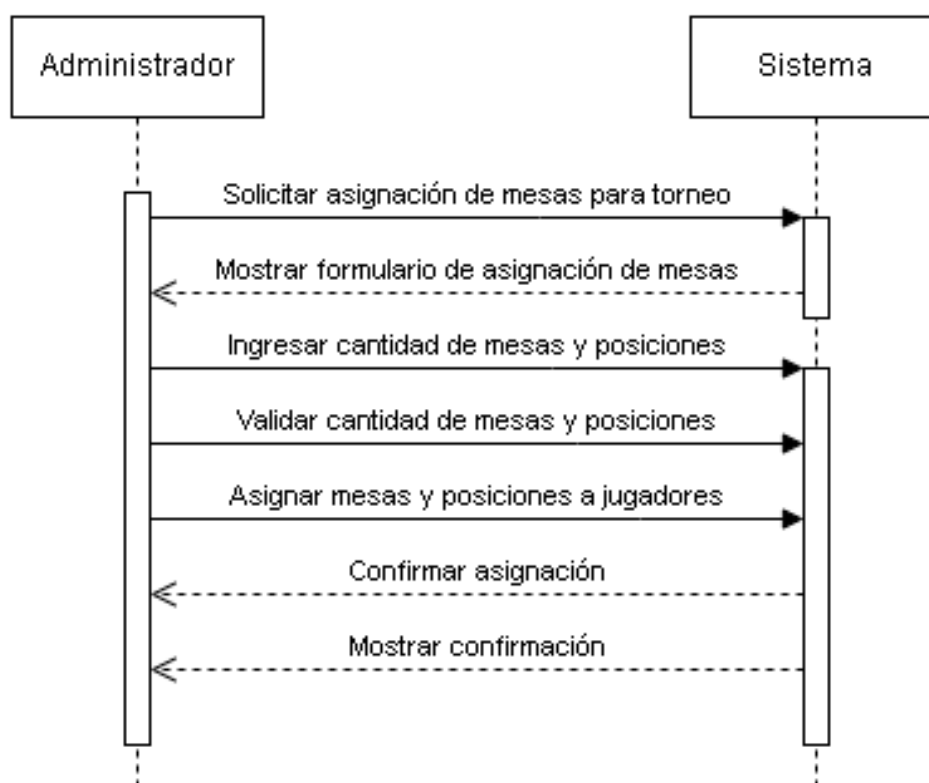 Administrador
Sistema
Solicitar asignación de mesas para torneo
Mostrar formulario de asignación de mesas
Ingresar cantidad de mesas y posiciones
Validar cantidad de mesas y posiciones
Asignar mesas y posiciones a jugadores
Confirmar asignación
Mostrar confirmación